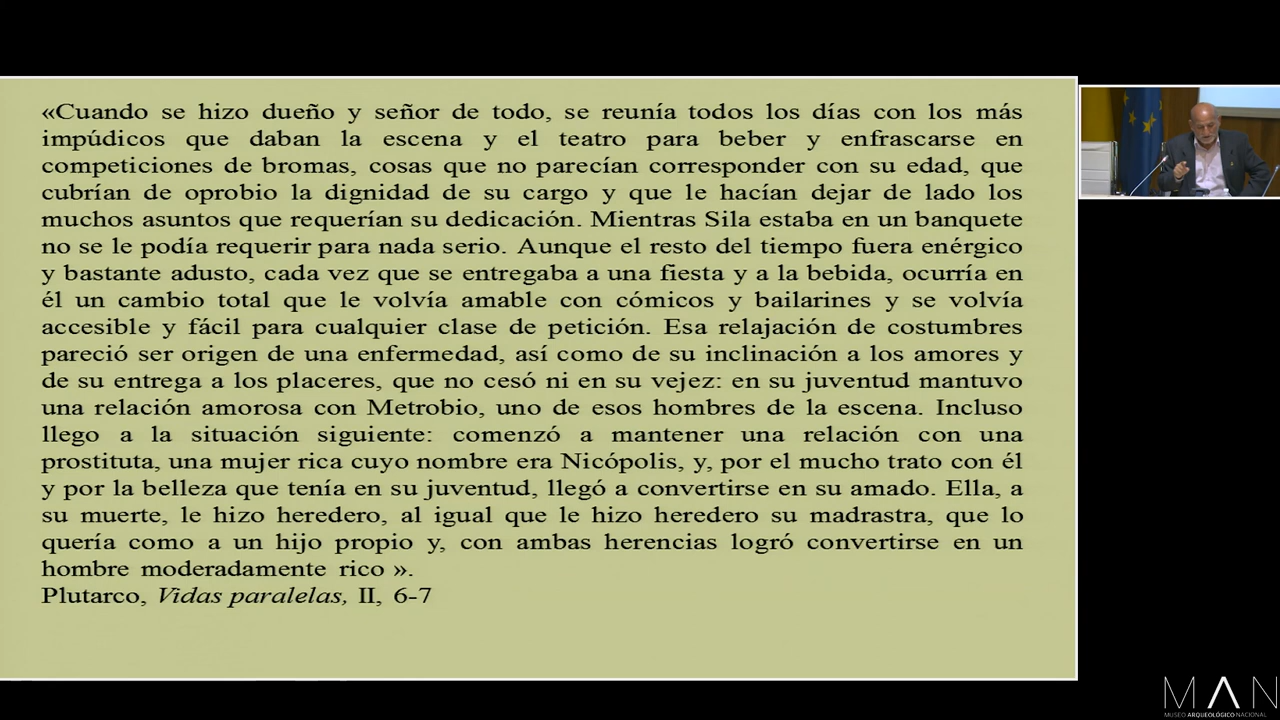 «Cuando se hizo dueño y señor de todo, se reunía todos los días con los más
impúdicos que daban la escena y el teatro para beber y enfrascarse en
competiciones de bromas, cosas que no parecían corresponder con su edad, que
cubrían de oprobio la dignidad de su cargo y que le hacían dejar de lado los
muchos asuntos que requerían su dedicación. Mientras Sila estaba en un banquete
no se le podía requerir para nada serio. Aunque el resto del tiempo fuera enérgico
y bastante adusto, cada vez que se entregaba a una fiesta y a la bebida, ocurría en
él un cambio total que le volvía amable con cómicos y bailarines y se volvía
accesible y fácil para cualquier clase de petición. Esa relajación de costumbres
pareció ser origen de una enfermedad, así como de su inclinación a los amores y
de su entrega a los placeres, que no cesó ni en su vejez: en su juventud mantuvo
una relación amorosa con Metrobio, uno de esos hombres de la escena. Incluso
llego a la situación siguiente: comenzó a mantener una relación con una
prostituta, una mujer rica cuyo nombre era Nicópolis, y, por el mucho trato con él
y por la belleza que tenía en su juventud, llegó a convertirse en su amado. Ella, a
su muerte, le hizo heredero, al igual que le hizo heredero su madrastra, que lo
quería como a un hijo propio y, con ambas herencias logró convertirse en un
hombre moderadamente rico ».
Plutarco, Vidas paralelas, II, 6-7
MAN
MUSEO ARQUEOLÓGICO NACIONAL